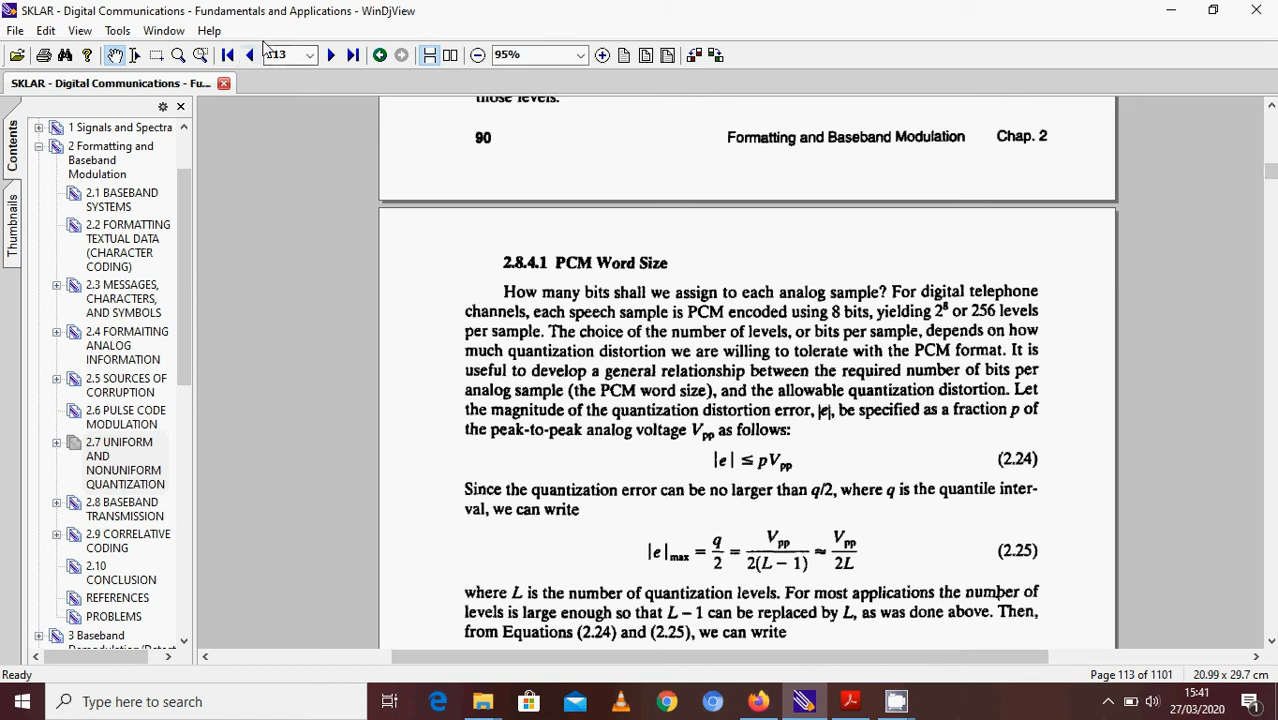 SKLAR - Digital Communications - Fundamentals and Applications - WinDjView
File Edit View Tools Window Help
113 95%
SKLAR - Digital Communications - Fu...
Contents
Thumbnails
1 Signals and Spectra
2 Formatting and
Baseband
Modulation
2.1 BASEBAND
SYSTEMS
2.2 FORMATTING
TEXTUAL DATA
(CHARACTER
CODING)
2.3 MESSAGES,
CHARACTERS,
AND SYMBOLS
2.4 FORMAITING
ANALOG
INFORMATION
2.5 SOURCES OF
CORRUPTION
2.6 PULSE CODE
MODULATION
2.7 UNIFORM
AND
NONUNIFORM
QUANTIZATION
2.8 BASEBAND
TRANSMISSION
2.9 CORRELATIVE
CODING
2.10
CONCLUSION
REFERENCES
PROBLEMS
3 Baseband
those levels.
90 Formatting and Baseband Modulation Chap. 2
2.8.4.1 PCM Word Size
How many bits shall we assign to each analog sample? For digital telephone
channels, each speech sample is PCM encoded using 8 bits, yielding 2⁸ or 256 levels
per sample. The choice of the number of levels, or bits per sample, depends on how
much quantization distortion we are willing to tolerate with the PCM format. It is
useful to develop a general relationship between the required number of bits per
analog sample (the PCM word size), and the allowable quantization distortion. Let
the magnitude of the quantization distortion error, |e|, be specified as a fraction p of
the peak-to-peak analog voltage Vpp as follows:
|e| ≤ pVpp (2.24)
Since the quantization error can be no larger than q/2, where q is the quantile inter-
val, we can write
|e|max = q/2 = Vpp/2(L − 1) ≈ Vpp/2L (2.25)
where L is the number of quantization levels. For most applications the number of
levels is large enough so that L − 1 can be replaced by L, as was done above. Then,
from Equations (2.24) and (2.25), we can write
Ready Page 113 of 1101 20.99 x 29.7 cm
Type here to search 15:41
27/03/2020